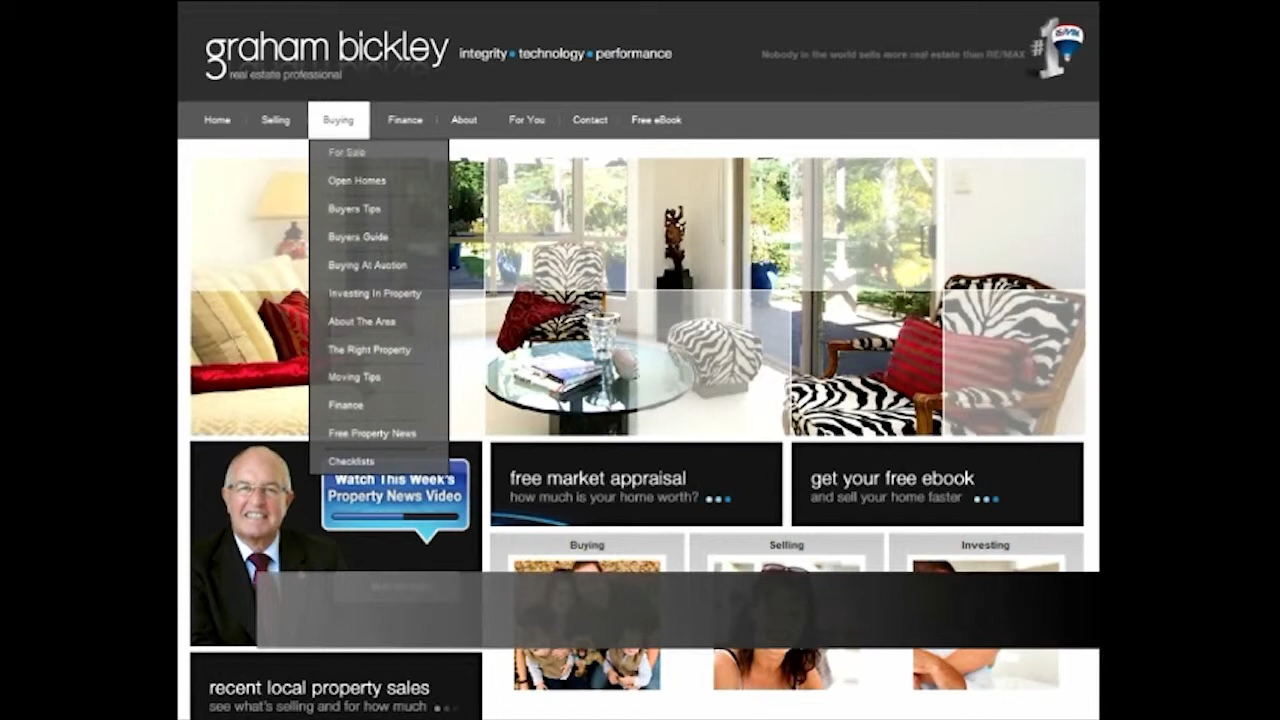 graham bickley
integrity • technology • performance
real estate professional
Nobody in the world sells more real estate than RE/MAX
#1
RE/MAX
Home
Selling
Buying
Finance
About
For You
Contact
Free eBook
For Sale
Open Homes
Buyers Tips
Buyers Guide
Buying At Auction
Investing In Property
About The Area
The Right Property
Moving Tips
Finance
Free Property News
Checklists
Watch This Week's
Property News Video
free market appraisal
how much is your home worth?
get your free ebook
and sell your home faster
Buying
Selling
Investing
recent local property sales
see what's selling and for how much